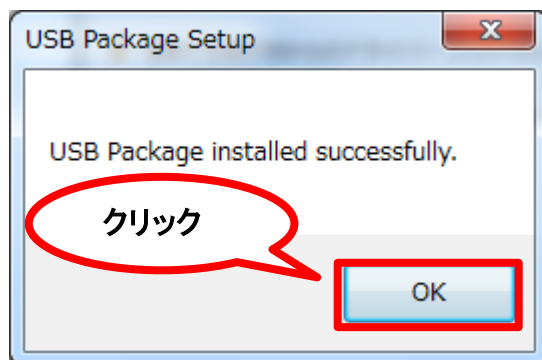 USB Package Setup
USB Package installed successfully.
クリック
OK